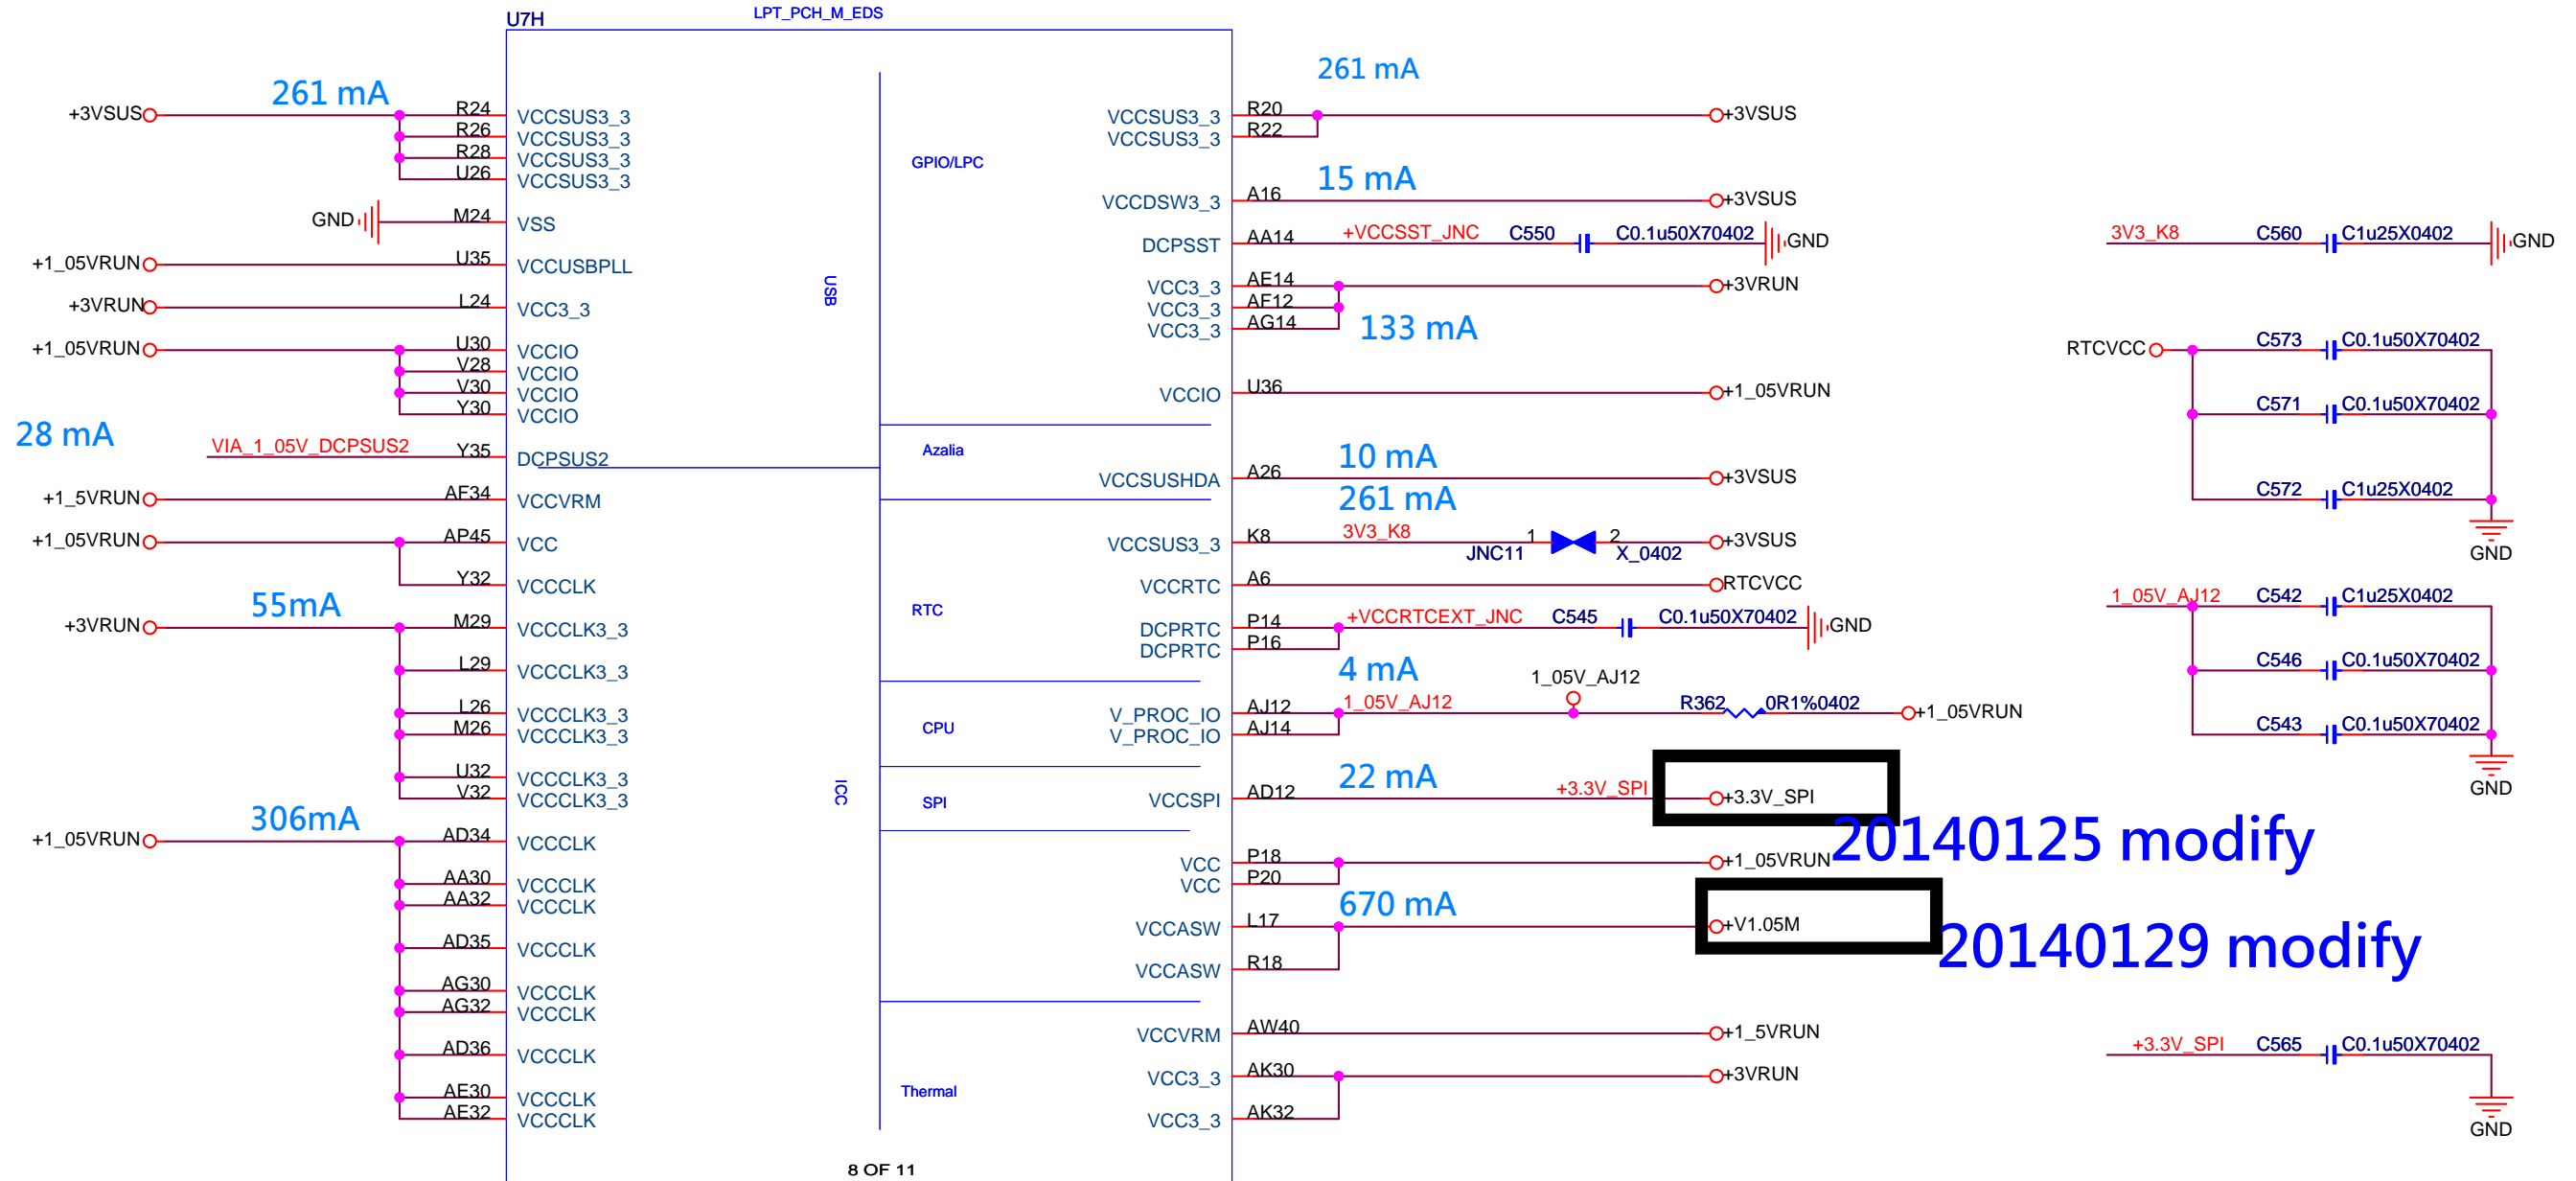 LPT_PCH_M_EDS
U7H
261 mA
+3VSUS
R24 VCCSUS3_3
R26 VCCSUS3_3
R28 VCCSUS3_3
U26 VCCSUS3_3
GND M24 VSS
+1_05VRUN U35 VCCUSBPLL
+3VRUN L24 VCC3_3
+1_05VRUN U30 VCCIO
V28 VCCIO
V30 VCCIO
Y30 VCCIO
28 mA
VIA_1_05V_DCPSUS2 Y35 DCPSUS2
+1_5VRUN AF34 VCCVRM
+1_05VRUN AP45 VCC
Y32 VCCCLK
55mA
+3VRUN M29 VCCCLK3_3
L29 VCCCLK3_3
L26 VCCCLK3_3
M26 VCCCLK3_3
U32 VCCCLK3_3
V32 VCCCLK3_3
306mA
+1_05VRUN AD34 VCCCLK
AA30 VCCCLK
AA32 VCCCLK
AD35 VCCCLK
AG30 VCCCLK
AG32 VCCCLK
AD36 VCCCLK
AE30 VCCCLK
AE32 VCCCLK
USB
ICC
GPIO/LPC
Azalia
RTC
CPU
SPI
Thermal
8 OF 11
261 mA
VCCSUS3_3 R20 +3VSUS
VCCSUS3_3 R22
15 mA
VCCDSW3_3 A16 +3VSUS
DCPSST AA14 +VCCSST_JNC C550 C0.1u50X70402 GND
VCC3_3 AE14 +3VRUN
VCC3_3 AF12
VCC3_3 AG14
133 mA
VCCIO U36 +1_05VRUN
10 mA
VCCSUSHDA A26 +3VSUS
261 mA
VCCSUS3_3 K8 3V3_K8 1 JNC11 2 X_0402 +3VSUS
VCCRTC A6 RTCVCC
DCPRTC P14 +VCCRTCEXT_JNC C545 C0.1u50X70402 GND
DCPRTC P16
4 mA
1_05V_AJ12
V_PROC_IO AJ12 1_05V_AJ12 R362 0R1%0402 +1_05VRUN
V_PROC_IO AJ14
22 mA
VCCSPI AD12 +3.3V_SPI +3.3V_SPI
20140125 modify
VCC P18 +1_05VRUN
VCC P20
670 mA
VCCASW L17 +V1.05M
20140129 modify
VCCASW R18
VCCVRM AW40 +1_5VRUN
VCC3_3 AK30 +3VRUN
VCC3_3 AK32
3V3_K8 C560 C1u25X0402 GND
RTCVCC C573 C0.1u50X70402
C571 C0.1u50X70402
C572 C1u25X0402
GND
1_05V_AJ12 C542 C1u25X0402
C546 C0.1u50X70402
C543 C0.1u50X70402
GND
+3.3V_SPI C565 C0.1u50X70402
GND